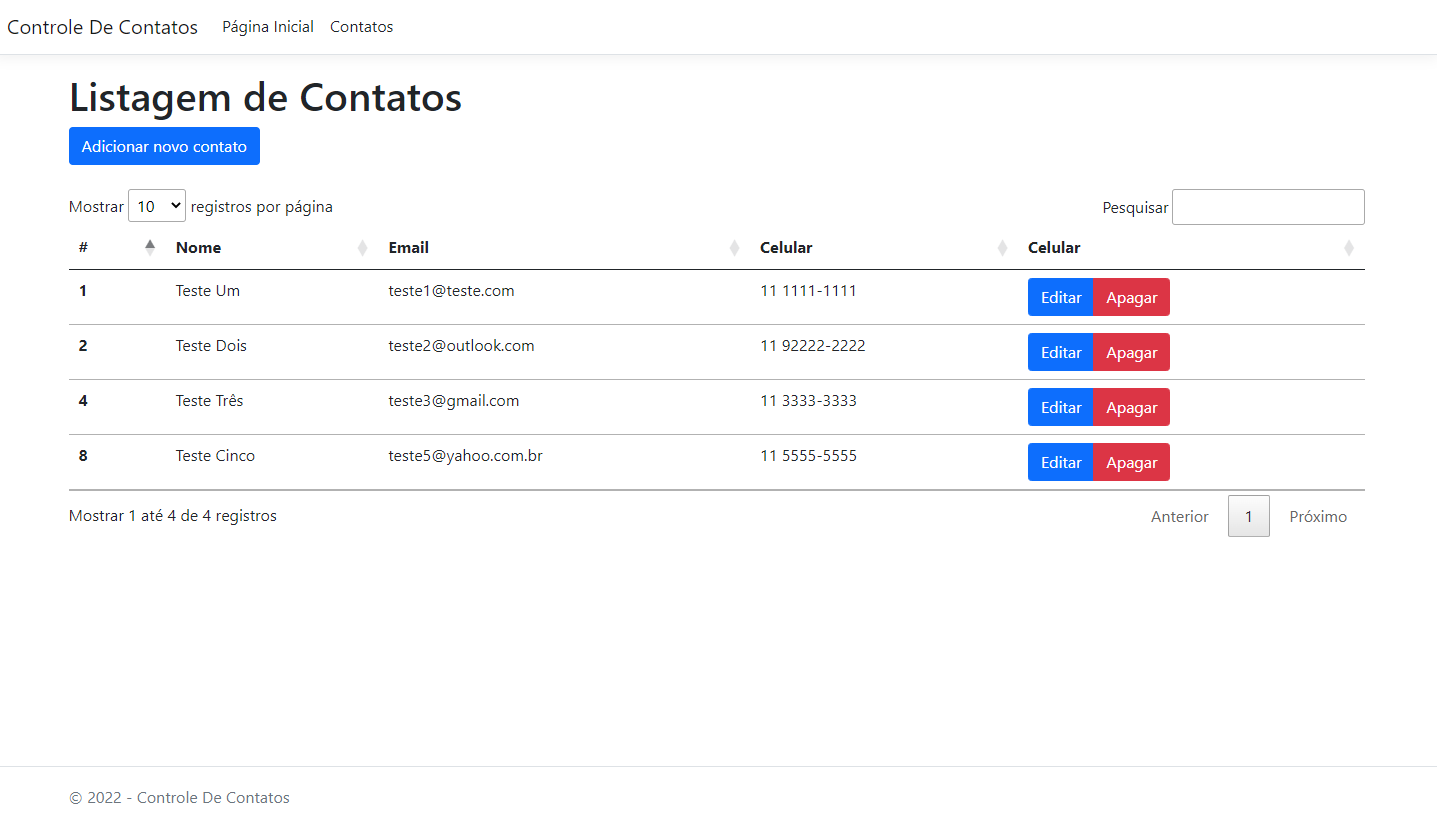 Controle De Contatos Página Inicial Contatos
Listagem de Contatos
Adicionar novo contato
Mostrar 10 registros por página Pesquisar
# Nome Email Celular Celular
1 Teste Um teste1@teste.com 11 1111-1111 Editar Apagar
2 Teste Dois teste2@outlook.com 11 92222-2222 Editar Apagar
4 Teste Três teste3@gmail.com 11 3333-3333 Editar Apagar
8 Teste Cinco teste5@yahoo.com.br 11 5555-5555 Editar Apagar
Mostrar 1 até 4 de 4 registros Anterior 1 Próximo
© 2022 - Controle De Contatos